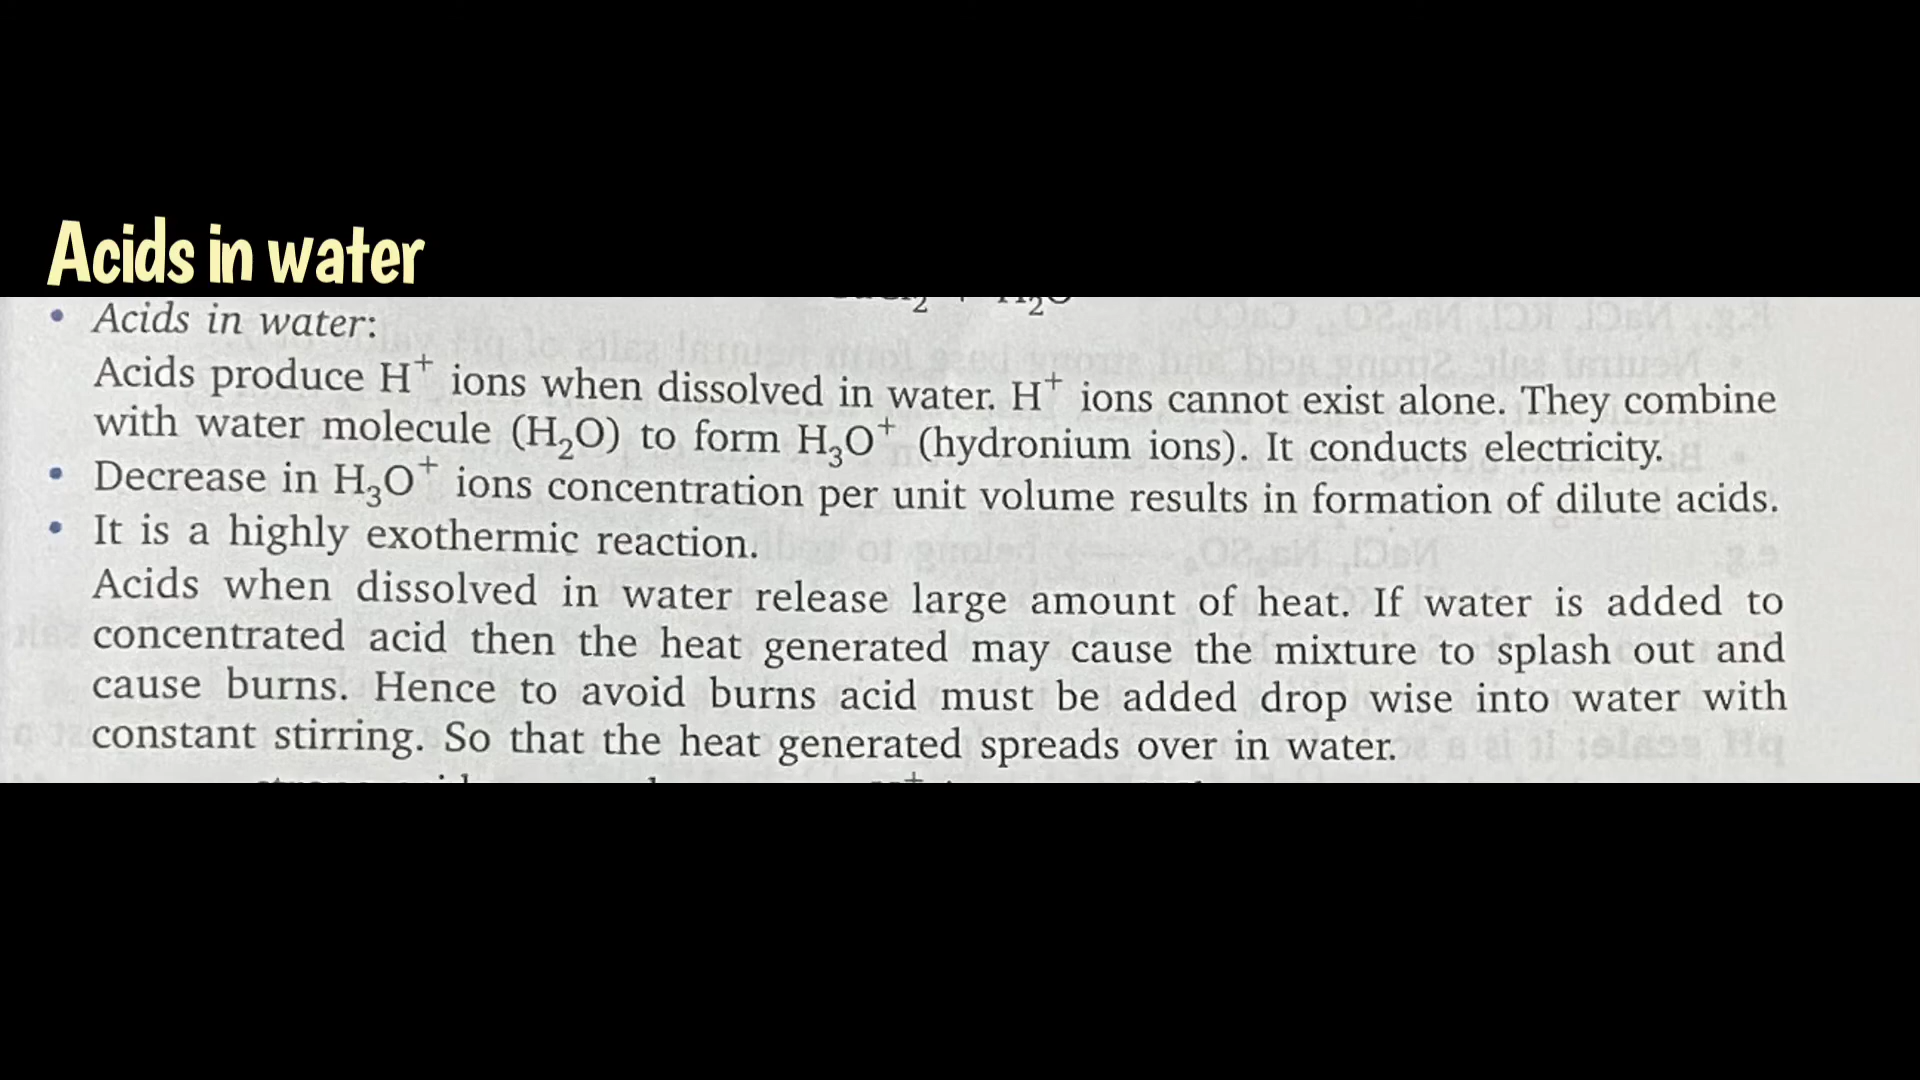 Acids in water
• Acids in water:
Acids produce H⁺ ions when dissolved in water. H⁺ ions cannot exist alone. They combine
with water molecule (H₂O) to form H₃O⁺ (hydronium ions). It conducts electricity.
• Decrease in H₃O⁺ ions concentration per unit volume results in formation of dilute acids.
• It is a highly exothermic reaction.
Acids when dissolved in water release large amount of heat. If water is added to
concentrated acid then the heat generated may cause the mixture to splash out and
cause burns. Hence to avoid burns acid must be added drop wise into water with
constant stirring. So that the heat generated spreads over in water.